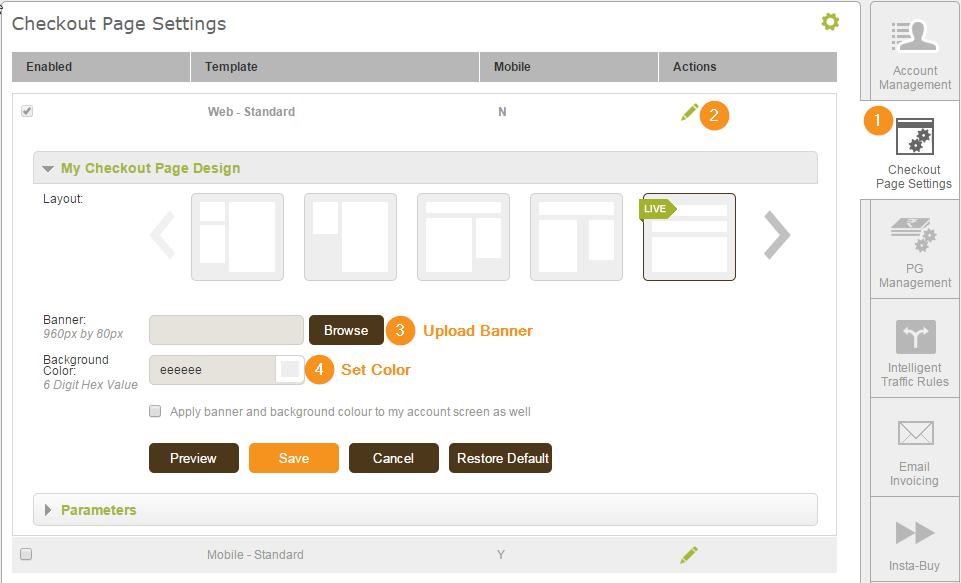 Checkout Page Settings
Enabled Template Mobile Actions
Web - Standard N 2
My Checkout Page Design
Layout:
LIVE
Banner:
960px by 80px
Browse 3 Upload Banner
Background
Color:
6 Digit Hex Value
eeeeee 4 Set Color
Apply banner and background colour to my account screen as well
Preview Save Cancel Restore Default
Parameters
Mobile - Standard Y
Account
Management
1
Checkout
Page Settings
PG
Management
Intelligent
Traffic Rules
Email
Invoicing
Insta-Buy